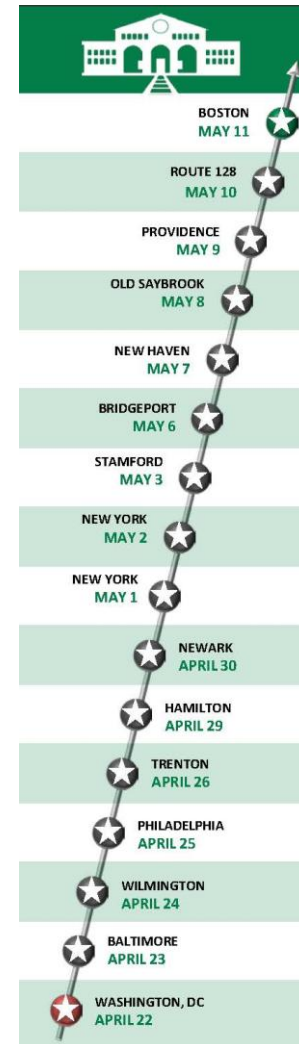 BOSTON
MAY 11
ROUTE 128
MAY 10
PROVIDENCE
MAY 9
OLD SAYBROOK
MAY 8
NEW HAVEN
MAY 7
BRIDGEPORT
MAY 6
STAMFORD
MAY 3
NEW YORK
MAY 2
NEW YORK
MAY 1
NEWARK
APRIL 30
HAMILTON
APRIL 29
TRENTON
APRIL 26
PHILADELPHIA
APRIL 25
WILMINGTON
APRIL 24
BALTIMORE
APRIL 23
WASHINGTON, DC
APRIL 22